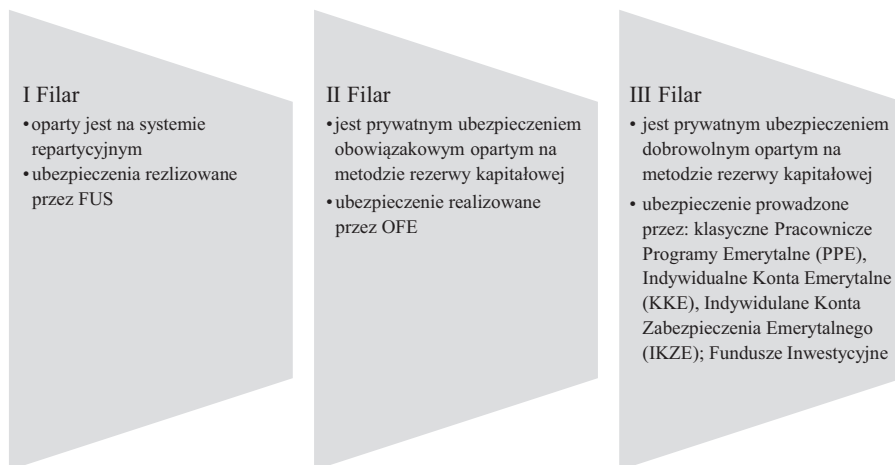 I Filar
•oparty jest na systemie
repartycyjnym
•ubezpieczenia rezlizowane
przez FUS
II Filar
•jest prywatnym ubezpieczeniem
obowiązakowym opartym na
metodzie rezerwy kapitałowej
•ubezpieczenie realizowane
przez OFE
III Filar
• jest prywatnym ubezpieczeniem
dobrowolnym opartym na
metodzie rezerwy kapitałowej
• ubezpieczenie prowadzone
przez: klasyczne Pracownicze
Programy Emerytalne (PPE),
Indywidualne Konta Emerytalne
(KKE), Indywidulane Konta
Zabezpieczenia Emerytalnego
(IKZE); Fundusze Inwestycyjne